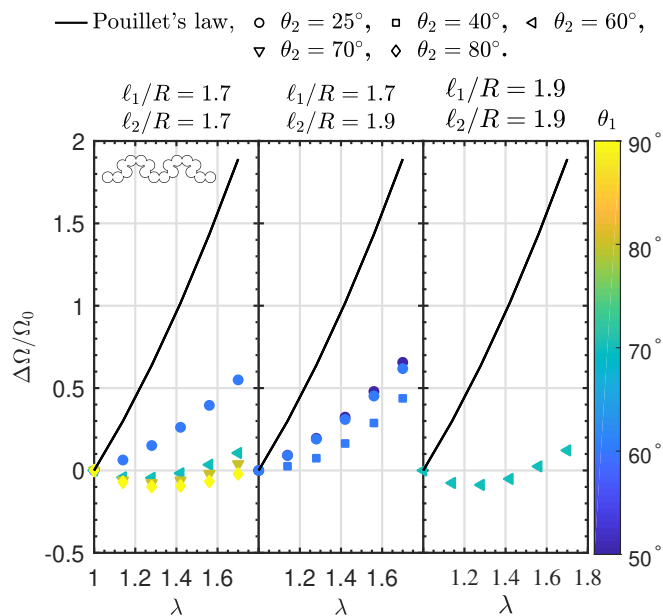 Pouillet's law, θ₂ = 25°, θ₂ = 40°, θ₂ = 60°,
θ₂ = 70°, θ₂ = 80°.
ℓ₁/R = 1.7 ℓ₁/R = 1.7 ℓ₁/R = 1.9
ℓ₂/R = 1.7 ℓ₂/R = 1.9 ℓ₂/R = 1.9
θ₁
2
1.5
1
0.5
0
-0.5
ΔΩ/Ω₀
90°
80°
70°
60°
50°
1 1.2 1.4 1.6 1.2 1.4 1.6 1.2 1.4 1.6 1.8
λ λ λ